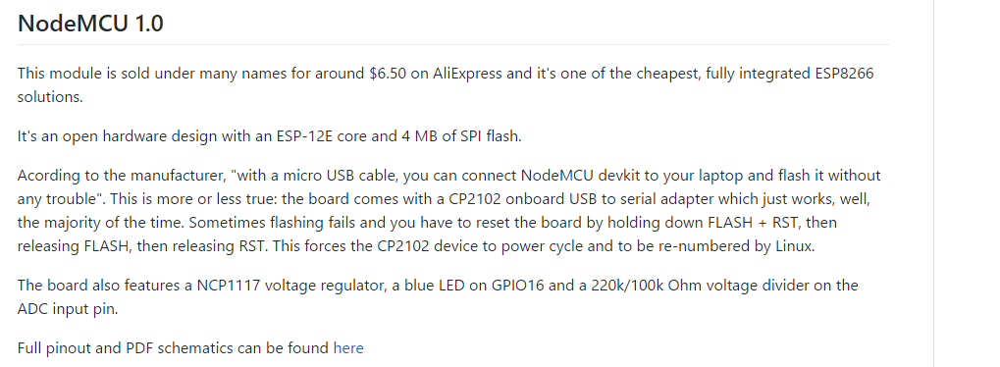 NodeMCU 1.0
This module is sold under many names for around $6.50 on AliExpress and it's one of the cheapest, fully integrated ESP8266
solutions.
It's an open hardware design with an ESP-12E core and 4 MB of SPI flash.
Acording to the manufacturer, "with a micro USB cable, you can connect NodeMCU devkit to your laptop and flash it without
any trouble". This is more or less true: the board comes with a CP2102 onboard USB to serial adapter which just works, well,
the majority of the time. Sometimes flashing fails and you have to reset the board by holding down FLASH + RST, then
releasing FLASH, then releasing RST. This forces the CP2102 device to power cycle and to be re-numbered by Linux.
The board also features a NCP1117 voltage regulator, a blue LED on GPIO16 and a 220k/100k Ohm voltage divider on the
ADC input pin.
Full pinout and PDF schematics can be found here